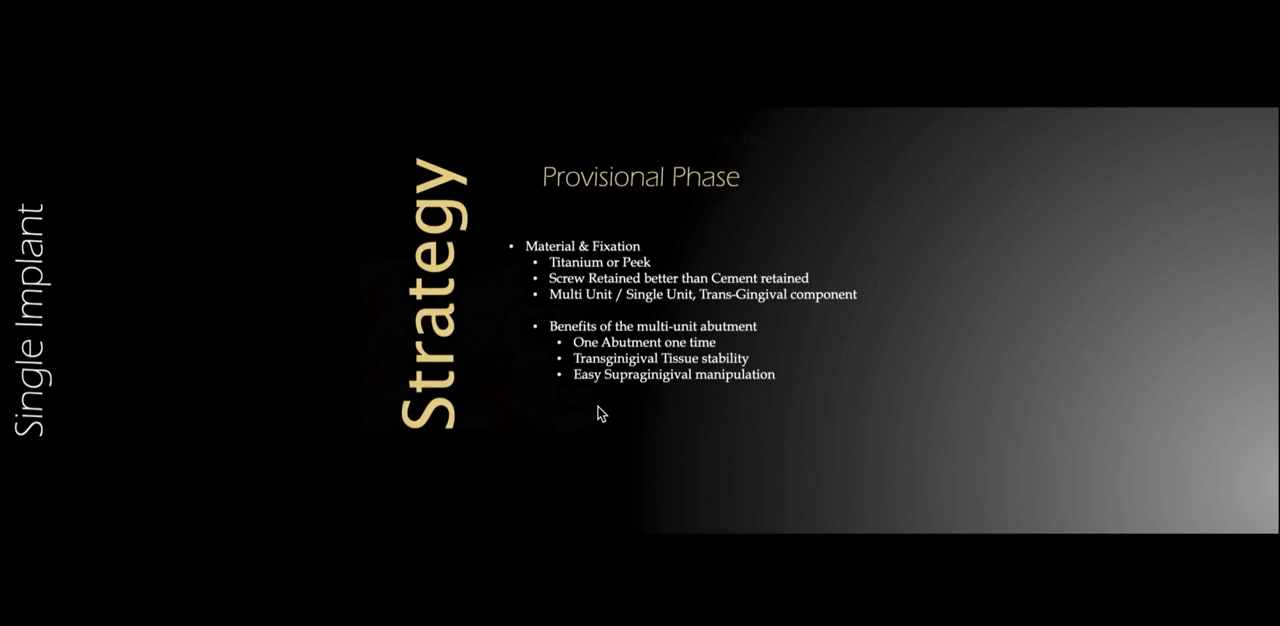 Single Implant
Strategy
Provisional Phase
• Material & Fixation
• Titanium or Peek
• Screw Retained better than Cement retained
• Multi Unit / Single Unit, Trans-Gingival component
• Benefits of the multi-unit abutment
• One Abutment one time
• Transginigival Tissue stability
• Easy Supraginigival manipulation